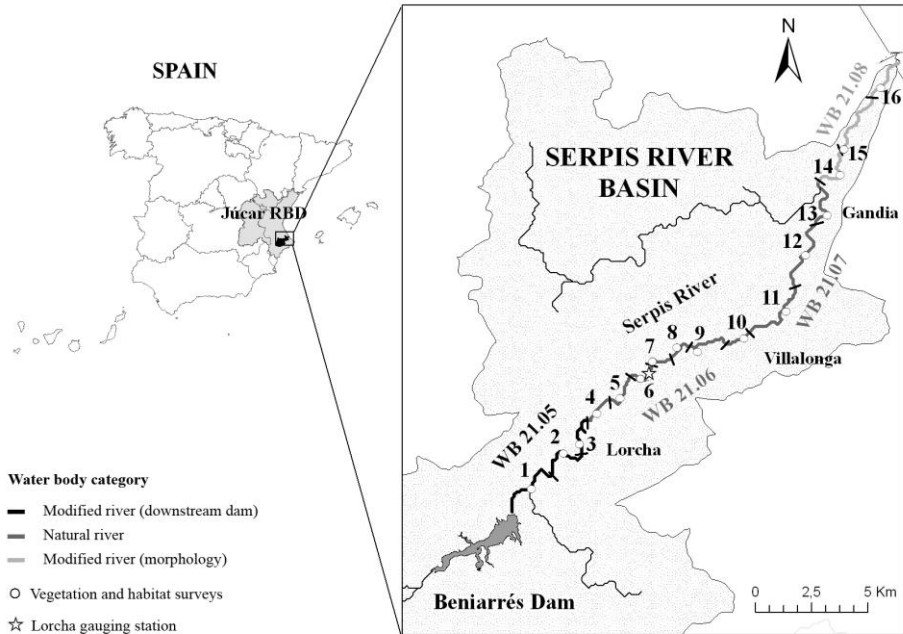 SPAIN
Júcar RBD
Water body category
Modified river (downstream dam)
Natural river
Modified river (morphology)
Vegetation and habitat surveys
Lorcha gauging station
N
SERPIS RIVER
BASIN
WB 21.08
16
15
14
13
Gandia
12
WB 21.07
11
Serpis River
10
9
8
7
Villalonga
6
WB 21.06
5
4
WB 21.05
3
2
Lorcha
1
Beniarrés Dam
0 2,5 5 Km